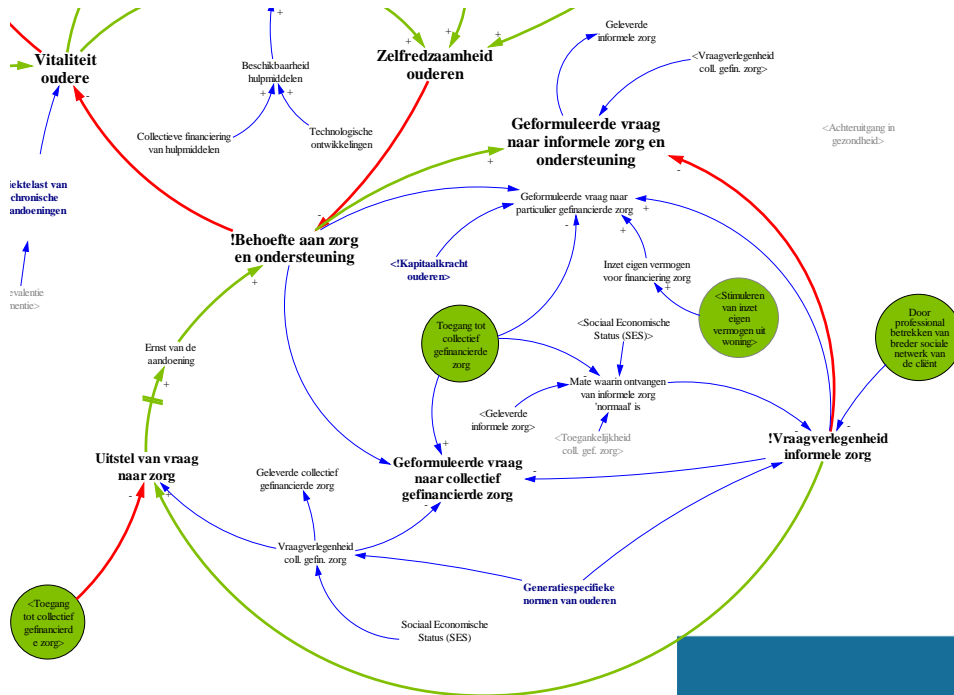 Geleverde
informele zorg
Vitaliteit
oudere
Beschikbaarheid
hulpmiddelen
Zelfredzaamheid
ouderen
<Vraagverlegenheid
coll. gefin. zorg>
Collectieve financiering
van hulpmiddelen
Technologische
ontwikkelingen
Geformuleerde vraag
naar informele zorg en
ondersteuning
<Achteruitgang in
gezondheid>
iektelast van
chronische
andoeningen
Geformuleerde vraag naar
particulier gefinancierde zorg
!Behoefte aan zorg
en ondersteuning
<!Kapitaalkracht
ouderen>
Inzet eigen vermogen
voor financiering zorg
evalentie
mentie>
<Stimuleren
van inzet
eigen
vermogen uit
woning>
Door
professional
betrekken van
breder sociale
netwerk van
de cliënt
Toegang tot
collectief
gefinancierde
zorg
<Sociaal Economische
Status (SES)>
Ernst van de
aandoening
Mate waarin ontvangen
van informele zorg
'normaal' is
<Geleverde
informele zorg>
<Toegankelijkheid
coll. gef. zorg>
!Vraagverlegenheid
informele zorg
Uitstel van vraag
naar zorg
Geleverde collectief
gefinancierde zorg
Geformuleerde vraag
naar collectief
gefinancierde zorg
Vraagverlegenheid
coll. gefin. zorg
Generatiespecifieke
normen van ouderen
<Toegang
tot collectief
gefinancierd
e zorg>
Sociaal Economische
Status (SES)